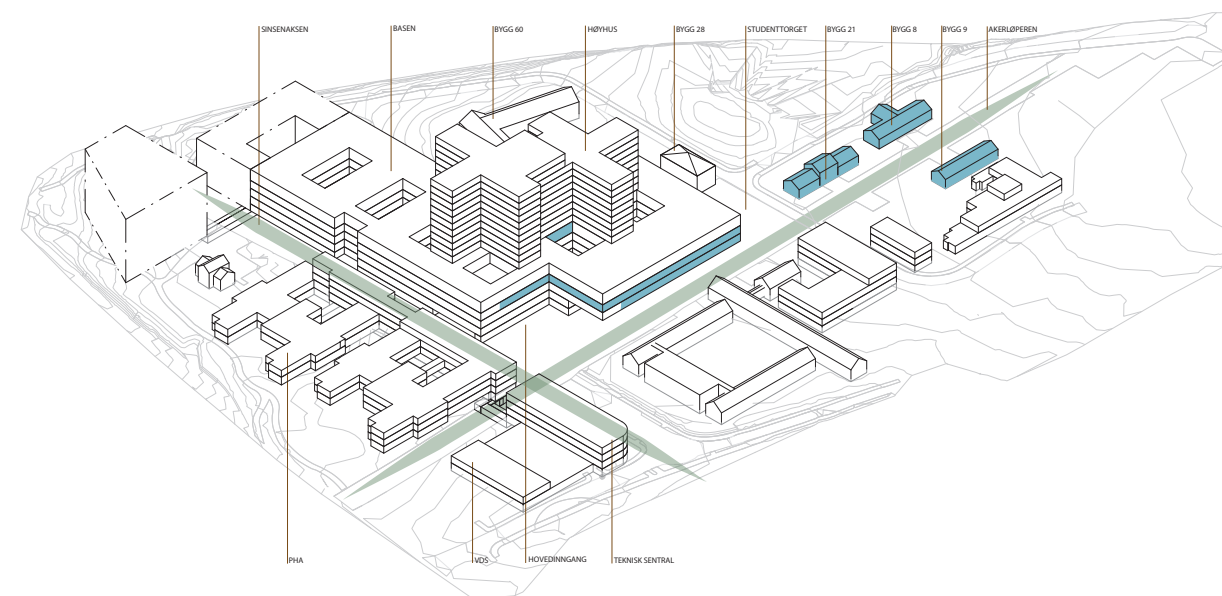 SINSENAKSEN
BASEN
BYGG 60
HØYHUS
BYGG 28
STUDENTTORGET
BYGG 21
BYGG 8
BYGG 9
AKERLØPEREN
PHA
VDS
HOVEDINNGANG
TEKNISK SENTRAL